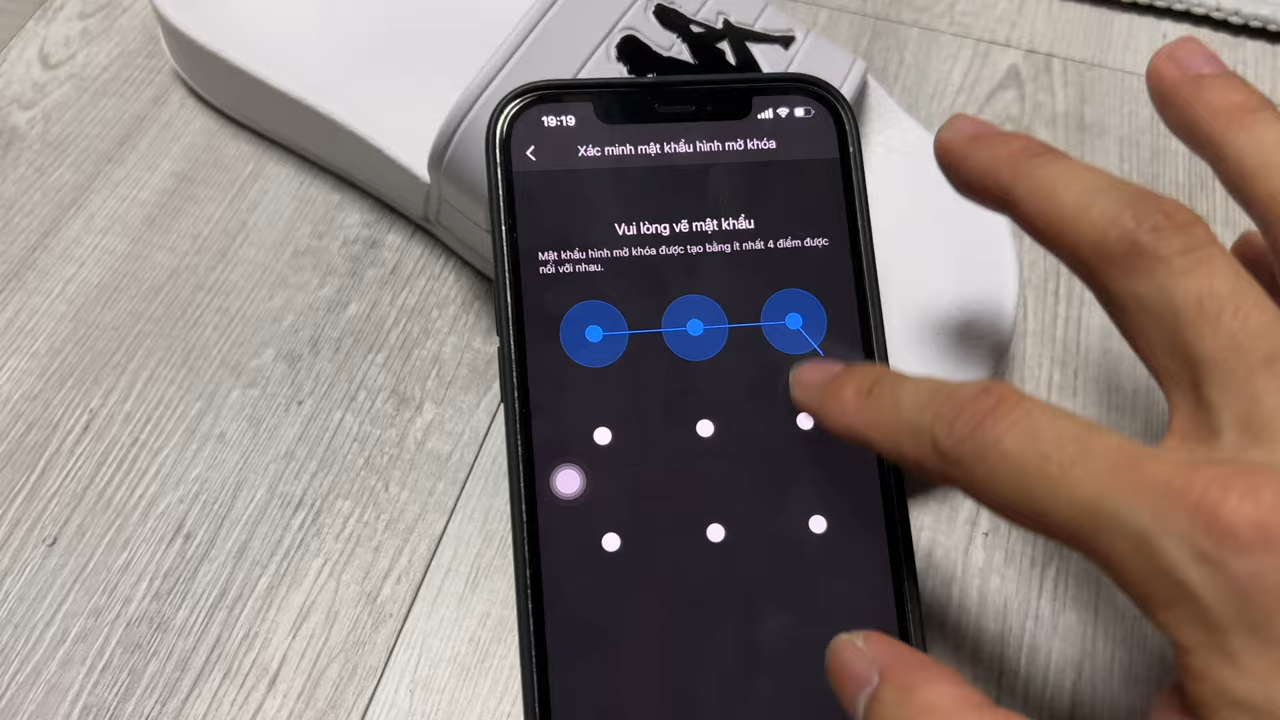 19:19
Xác minh mật khẩu hình mở khóa
Vui lòng vẽ mật khẩu
Mật khẩu hình mở khóa được tạo bằng ít nhất 4 điểm được
nối với nhau.